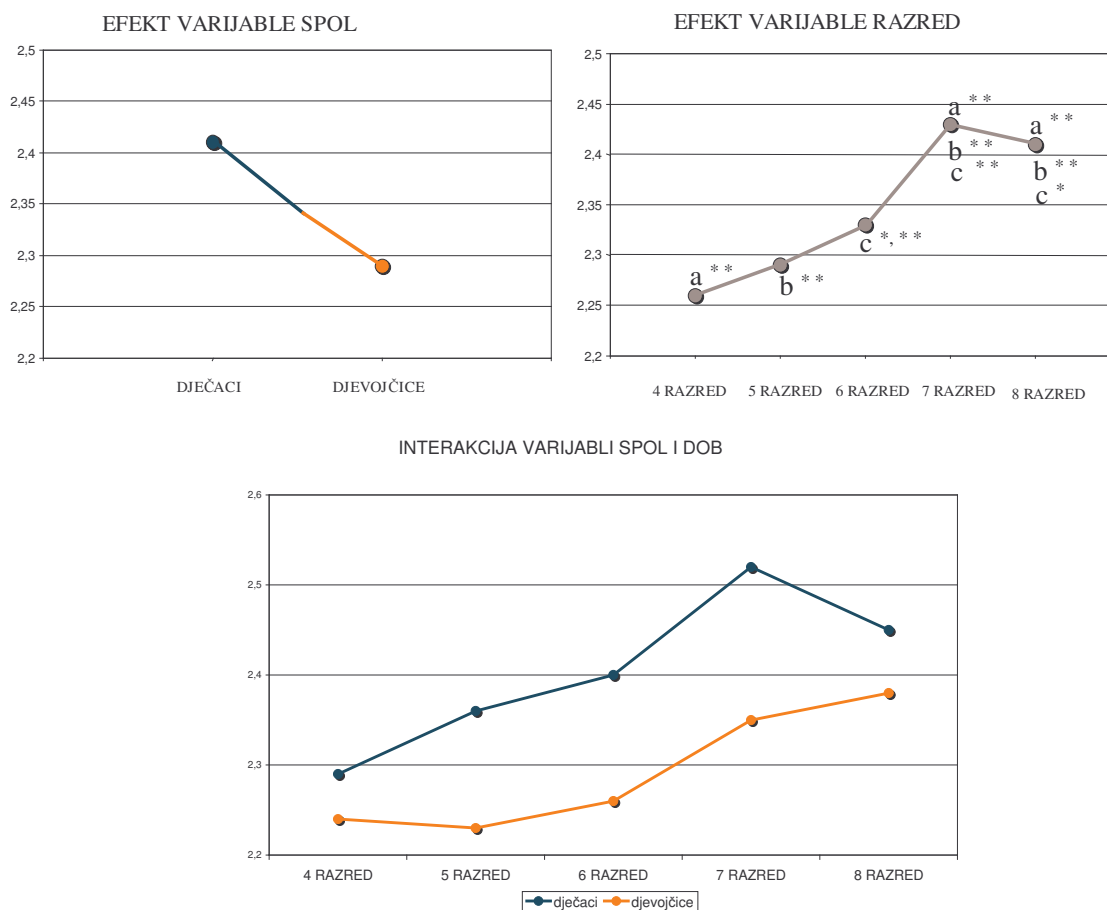 EFEKT VARIJABLE SPOL
2,5
2,45
2,4
2,35
2,3
2,25
2,2
DJEČACI DJEVOJČICE
EFEKT VARIJABLE RAZRED
2,5
2,45
2,4
2,35
2,3
2,25
2,2
a **
b **
c *,**
a **
b **
c **
a **
b **
c *
4 RAZRED 5 RAZRED 6 RAZRED 7 RAZRED 8 RAZRED
INTERAKCIJA VARIJABLI SPOL I DOB
2,6
2,5
2,4
2,3
2,2
4 RAZRED 5 RAZRED 6 RAZRED 7 RAZRED 8 RAZRED
dječaci djevojčice